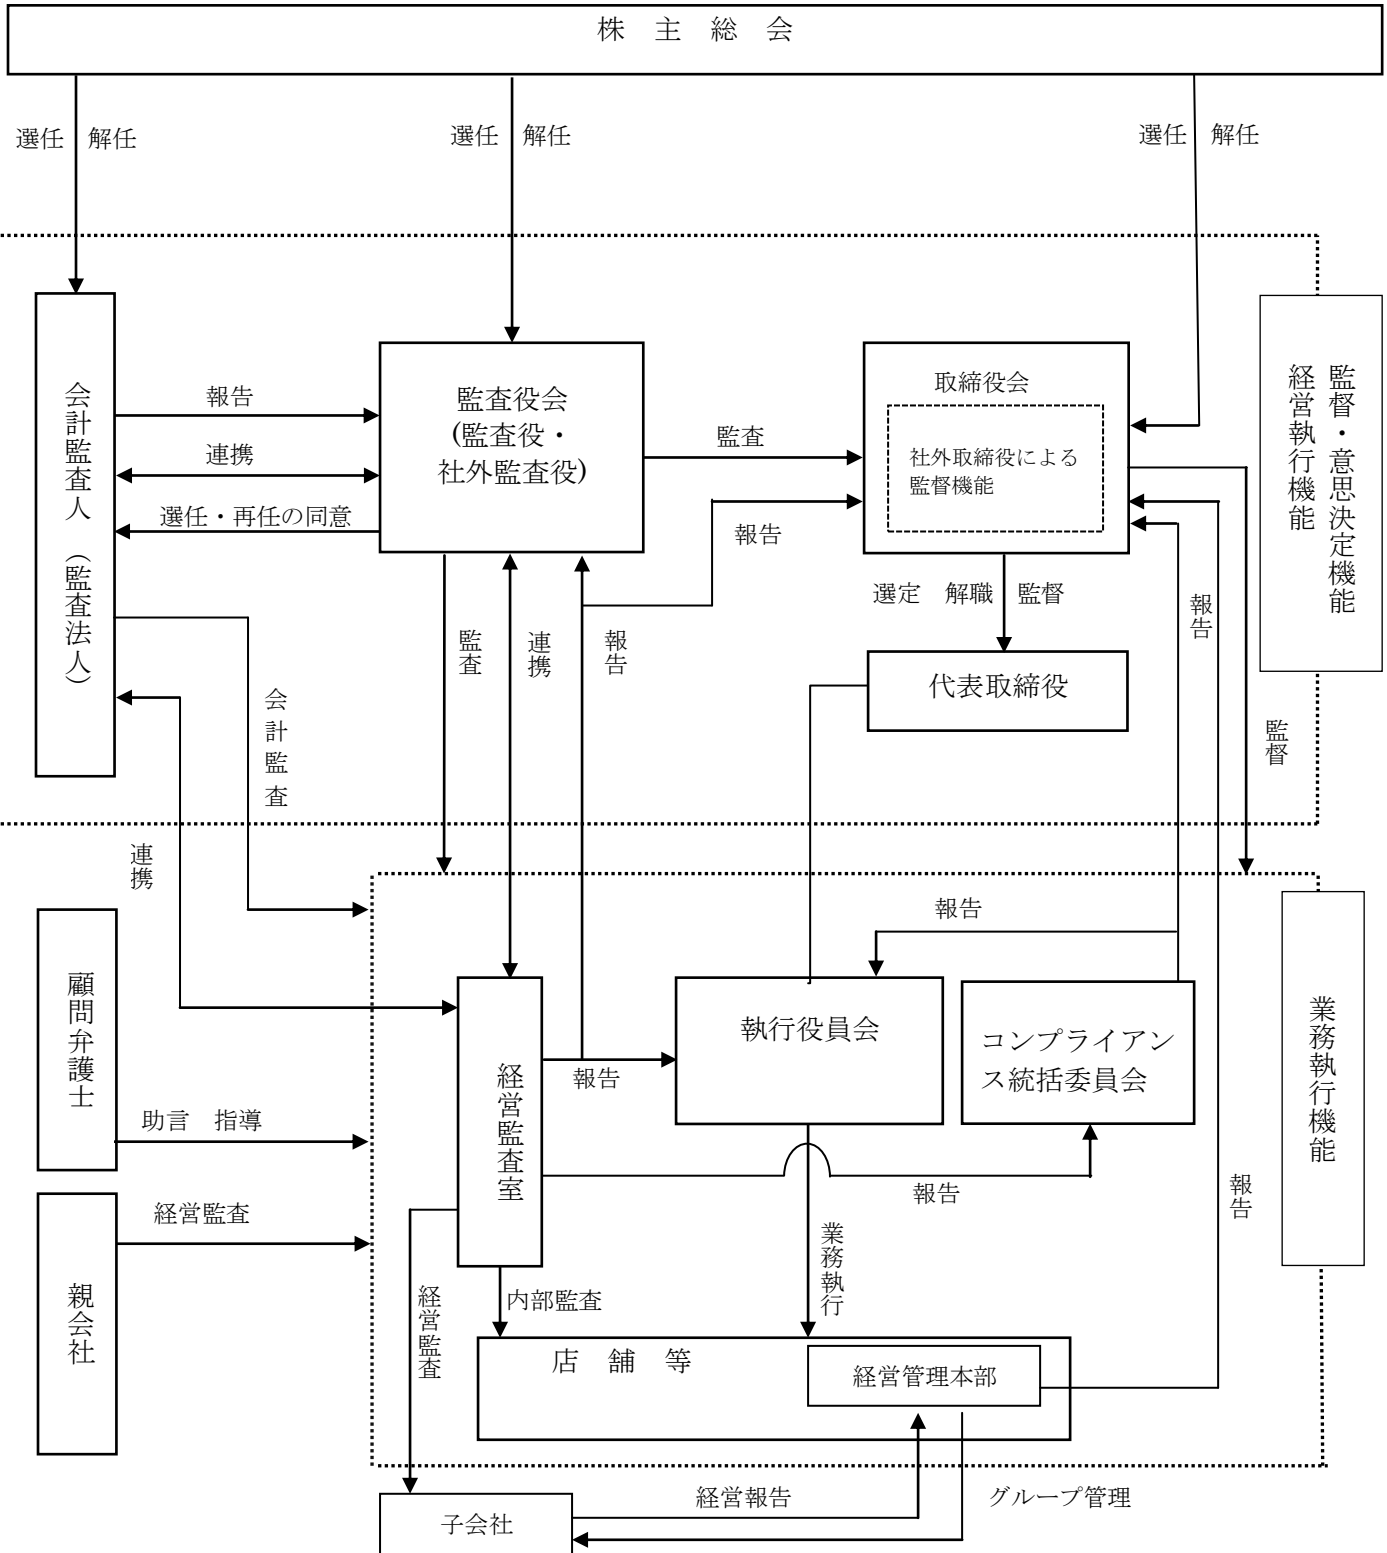 株　主　総　会
選任　解任
選任　解任
選任　解任
監督・意思決定機能
経営執行機能
会計監査人（監査法人）
報告
連携
選任・再任の同意
監査役会
(監査役・
社外監査役)
監査
報告
取締役会
社外取締役による
監督機能
選定　解職　監督
代表取締役
監査
連携
報告
報告
監督
会計監査
連携
報告
顧問弁護士
助言　指導
親会社
経営監査
経営監査室
報告
執行役員会
コンプライアン
ス統括委員会
報告
業務執行機能
報告
業務執行
経営監査
内部監査
店　舗　等
経営管理本部
経営報告
グループ管理
子会社